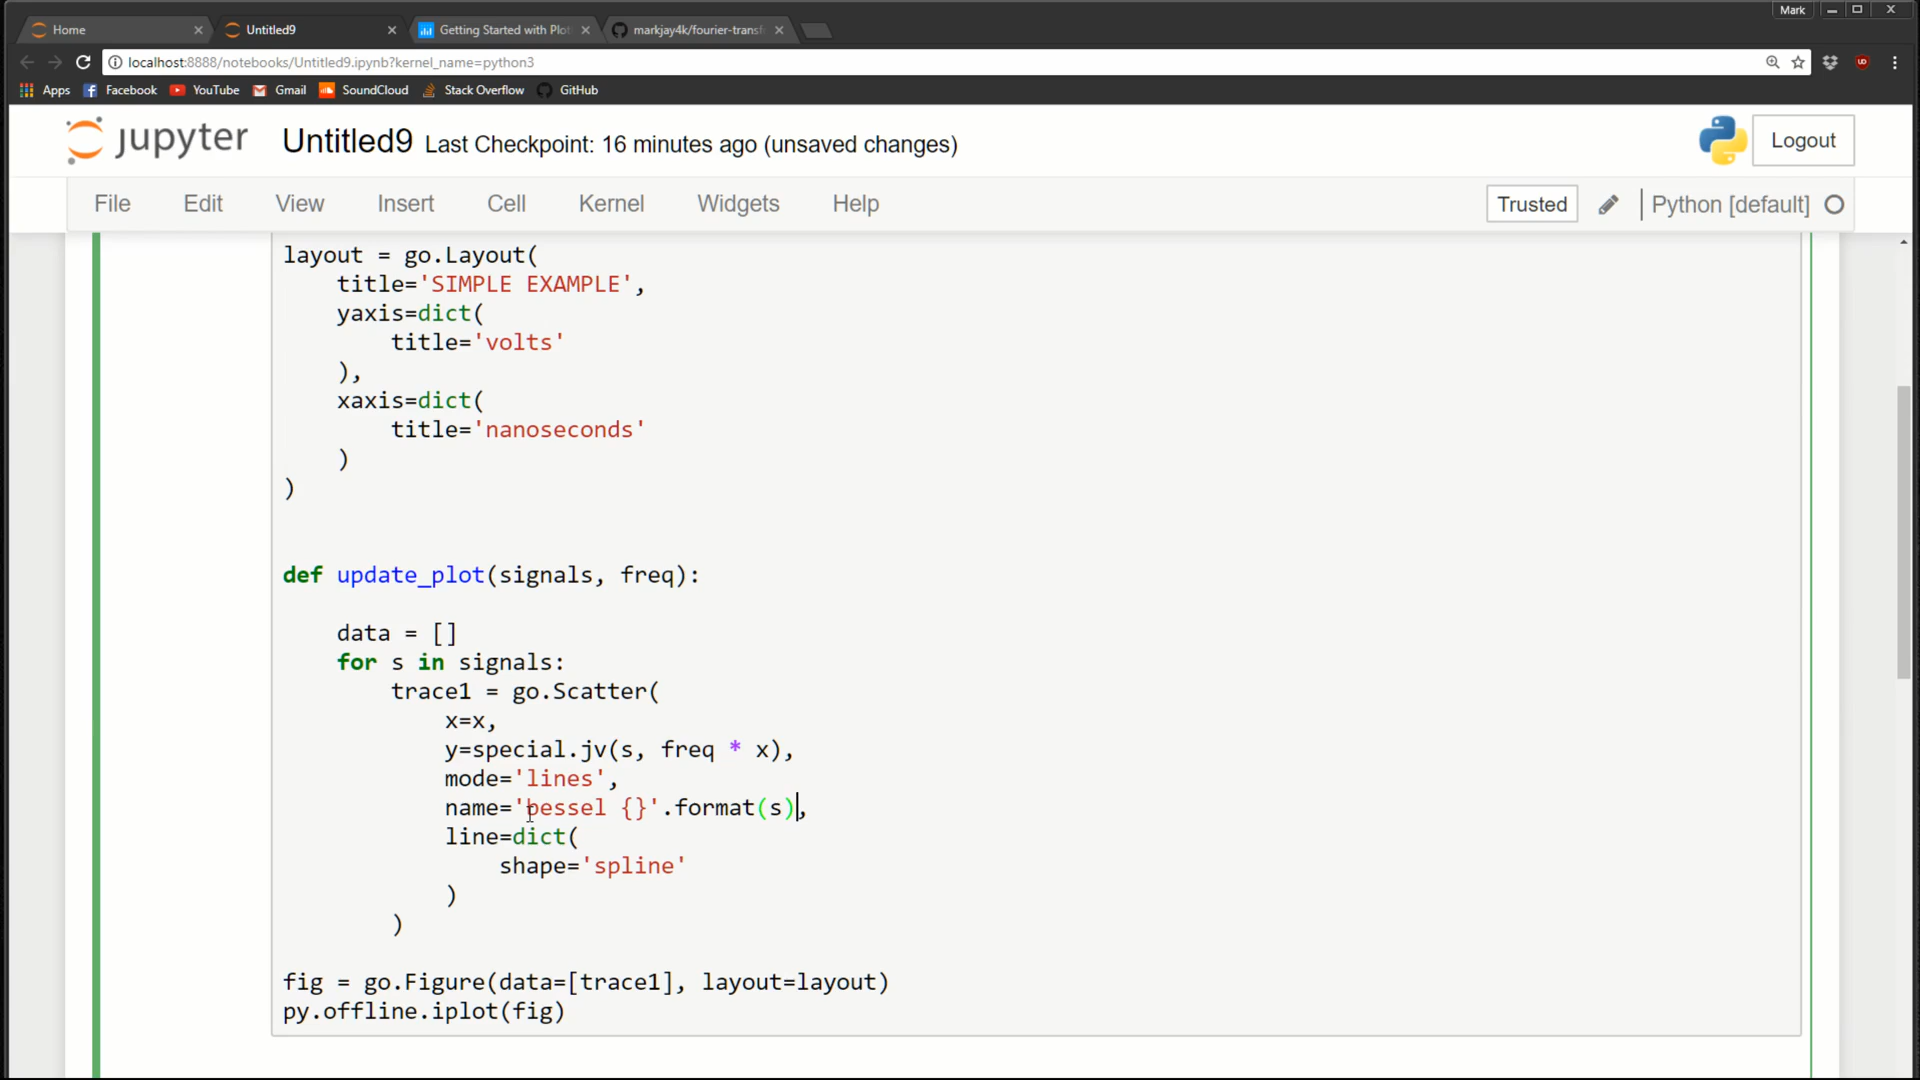 Mark
Home
Untitled9
Getting Started with Plot
markjay4k/fourier-transf
localhost:8888/notebooks/Untitled9.ipynb?kernel_name=python3
Apps Facebook YouTube Gmail SoundCloud Stack Overflow GitHub
jupyter Untitled9 Last Checkpoint: 16 minutes ago (unsaved changes)
Logout
File Edit View Insert Cell Kernel Widgets Help
Trusted Python [default]
layout = go.Layout(
    title='SIMPLE EXAMPLE',
    yaxis=dict(
        title='volts'
    ),
    xaxis=dict(
        title='nanoseconds'
    )
)
def update_plot(signals, freq):
    data = []
    for s in signals:
        trace1 = go.Scatter(
            x=x,
            y=special.jv(s, freq * x),
            mode='lines',
            name='bessel {}'.format(s),
            line=dict(
                shape='spline'
            )
        )
fig = go.Figure(data=[trace1], layout=layout)
py.offline.iplot(fig)